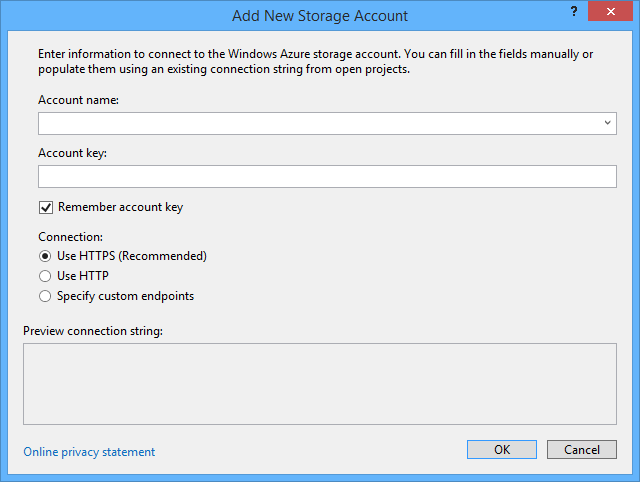 Add New Storage Account
?
Enter information to connect to the Windows Azure storage account. You can fill in the fields manually or
populate them using an existing connection string from open projects.
Account name:
Account key:
Remember account key
Connection:
Use HTTPS (Recommended)
Use HTTP
Specify custom endpoints
Preview connection string:
Online privacy statement
OK
Cancel